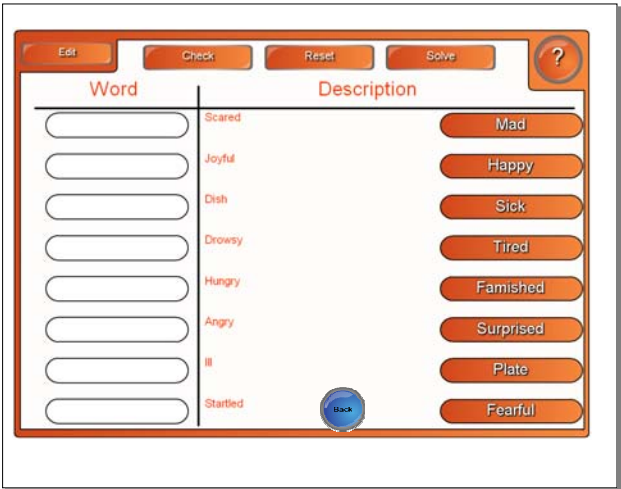 Edit Check Reset Solve ?
Word Description
Scared Mad
Joyful Happy
Dish Sick
Drowsy Tired
Hungry Famished
Angry Surprised
Ill Plate
Startled Back Fearful